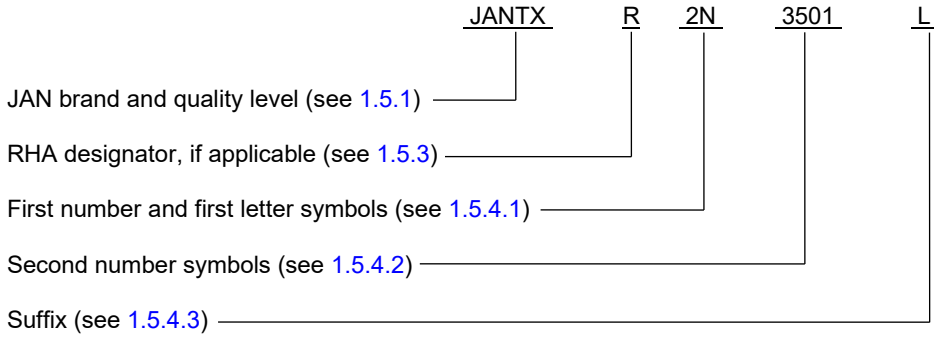 JANTX R 2N 3501 L
JAN brand and quality level (see 1.5.1)
RHA designator, if applicable (see 1.5.3)
First number and first letter symbols (see 1.5.4.1)
Second number symbols (see 1.5.4.2)
Suffix (see 1.5.4.3)